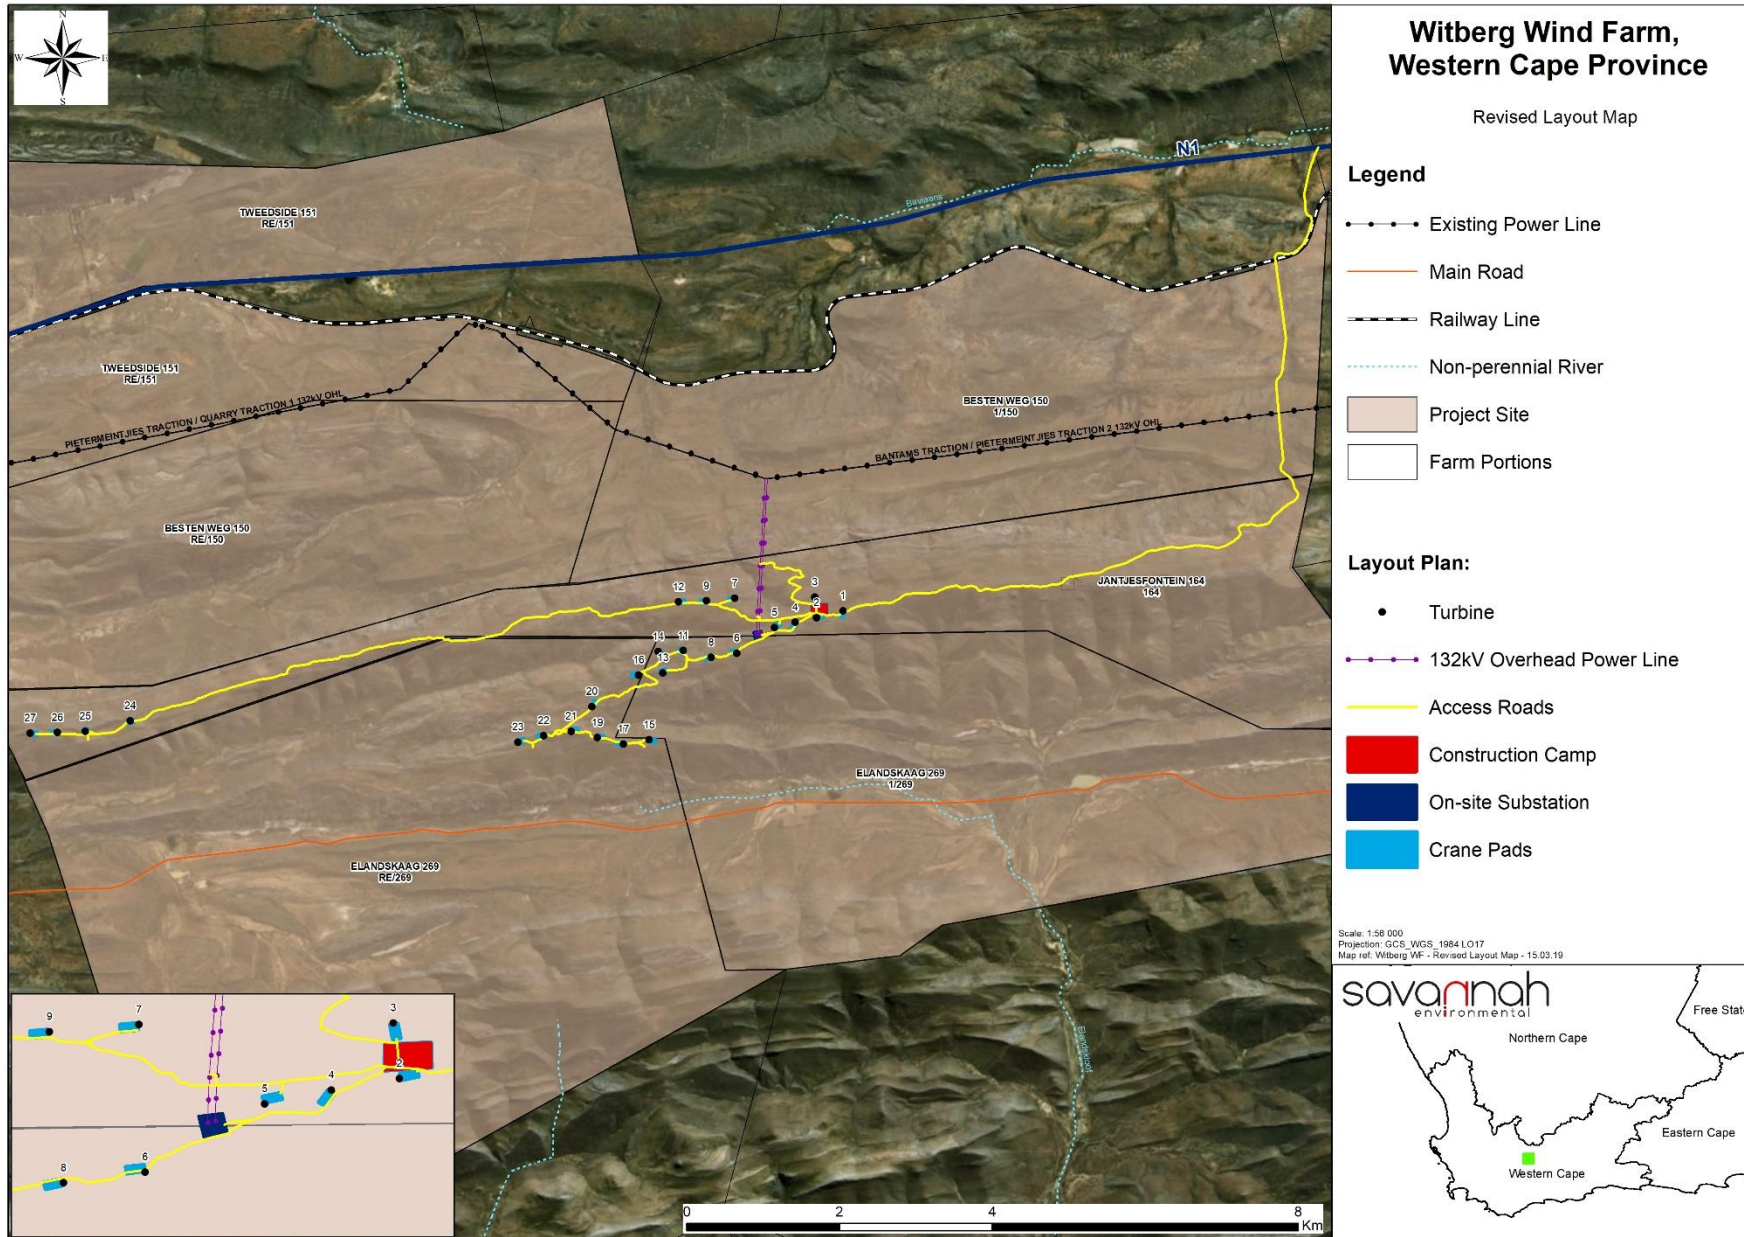 Witberg Wind Farm,
Western Cape Province
Revised Layout Map
Legend
Existing Power Line
Main Road
Railway Line
Non-perennial River
Project Site
Farm Portions
Layout Plan:
Turbine
132kV Overhead Power Line
Access Roads
Construction Camp
On-site Substation
Crane Pads
Scale: 1:56 000
Projection: GCS_WGS_1984 LO17
Map ref: Witberg WF - Revised Layout Map - 15.03.19
savannah
environmental
Northern Cape
Free State
Eastern Cape
Western Cape
N
W
E
S
N1
Baviaans
TWEEDSIDE 151
RE/151
TWEEDSIDE 151
RE/151
PIETERMEINTJIES TRACTION / QUARRY TRACTION 1 132kV OHL
BESTEN WEG 150
1/150
BANTAMS TRACTION / PIETERMEINTJIES TRACTION 2 132kV OHL
BESTEN WEG 150
RE/150
JANTJESFONTEIN 164
164
12
9
7
3
1
2
4
5
6
8
11
14
13
16
20
21
22
23
19
17
15
24
25
26
27
ELANDSKAAG 269
1/269
ELANDSKAAG 269
RE/269
Elandskloof
9
7
3
2
4
5
6
8
0
2
4
8
Km